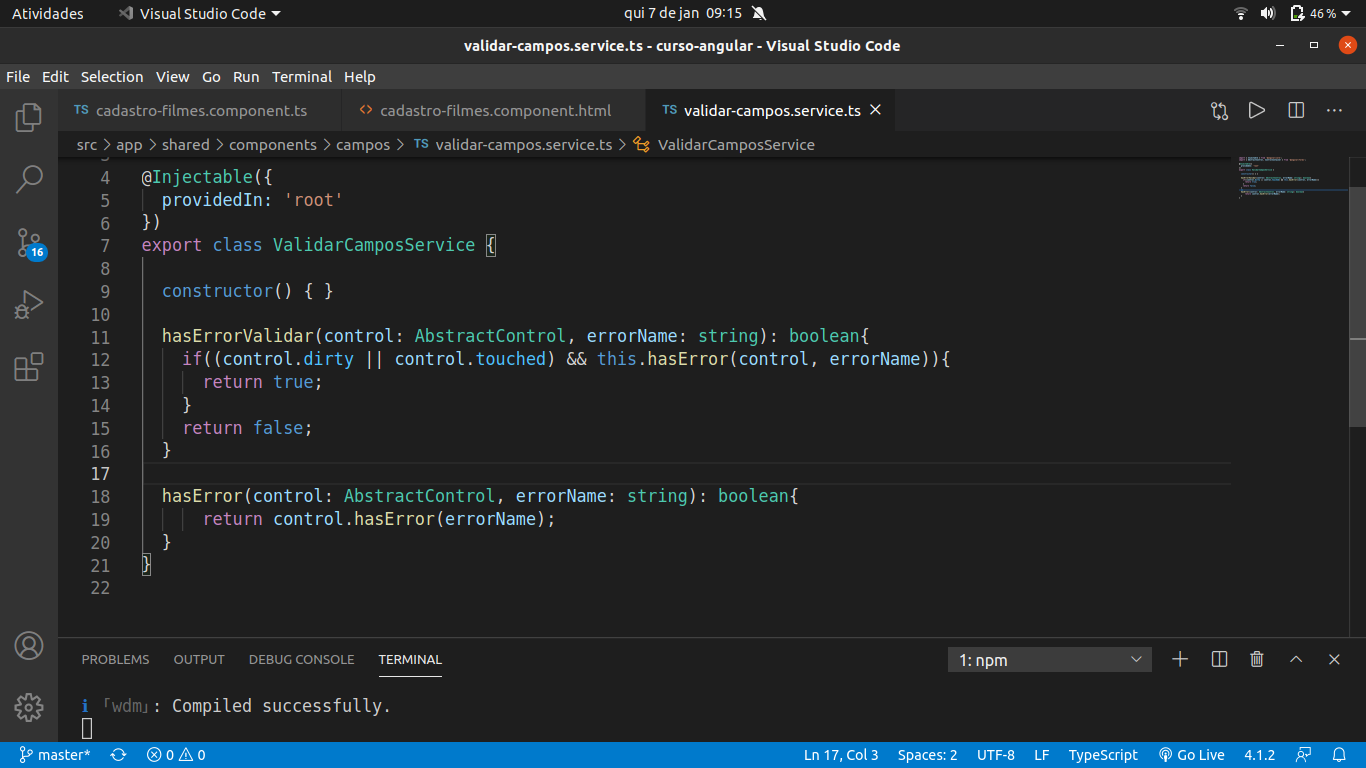 Atividades Visual Studio Code qui 7 de jan 09:15 46 %
validar-campos.service.ts - curso-angular - Visual Studio Code
File Edit Selection View Go Run Terminal Help
TS cadastro-filmes.component.ts <> cadastro-filmes.component.html TS validar-campos.service.ts
src > app > shared > components > campos > TS validar-campos.service.ts > ValidarCamposService
4 @Injectable({
5 providedIn: 'root'
6 })
7 export class ValidarCamposService {
8
9 constructor() { }
10
11 hasErrorValidar(control: AbstractControl, errorName: string): boolean{
12 if((control.dirty || control.touched) && this.hasError(control, errorName)){
13 return true;
14 }
15 return false;
16 }
17
18 hasError(control: AbstractControl, errorName: string): boolean{
19 return control.hasError(errorName);
20 }
21 }
22
16
PROBLEMS OUTPUT DEBUG CONSOLE TERMINAL 1: npm
i 「wdm」: Compiled successfully.
master* 0 0 Ln 17, Col 3 Spaces: 2 UTF-8 LF TypeScript Go Live 4.1.2